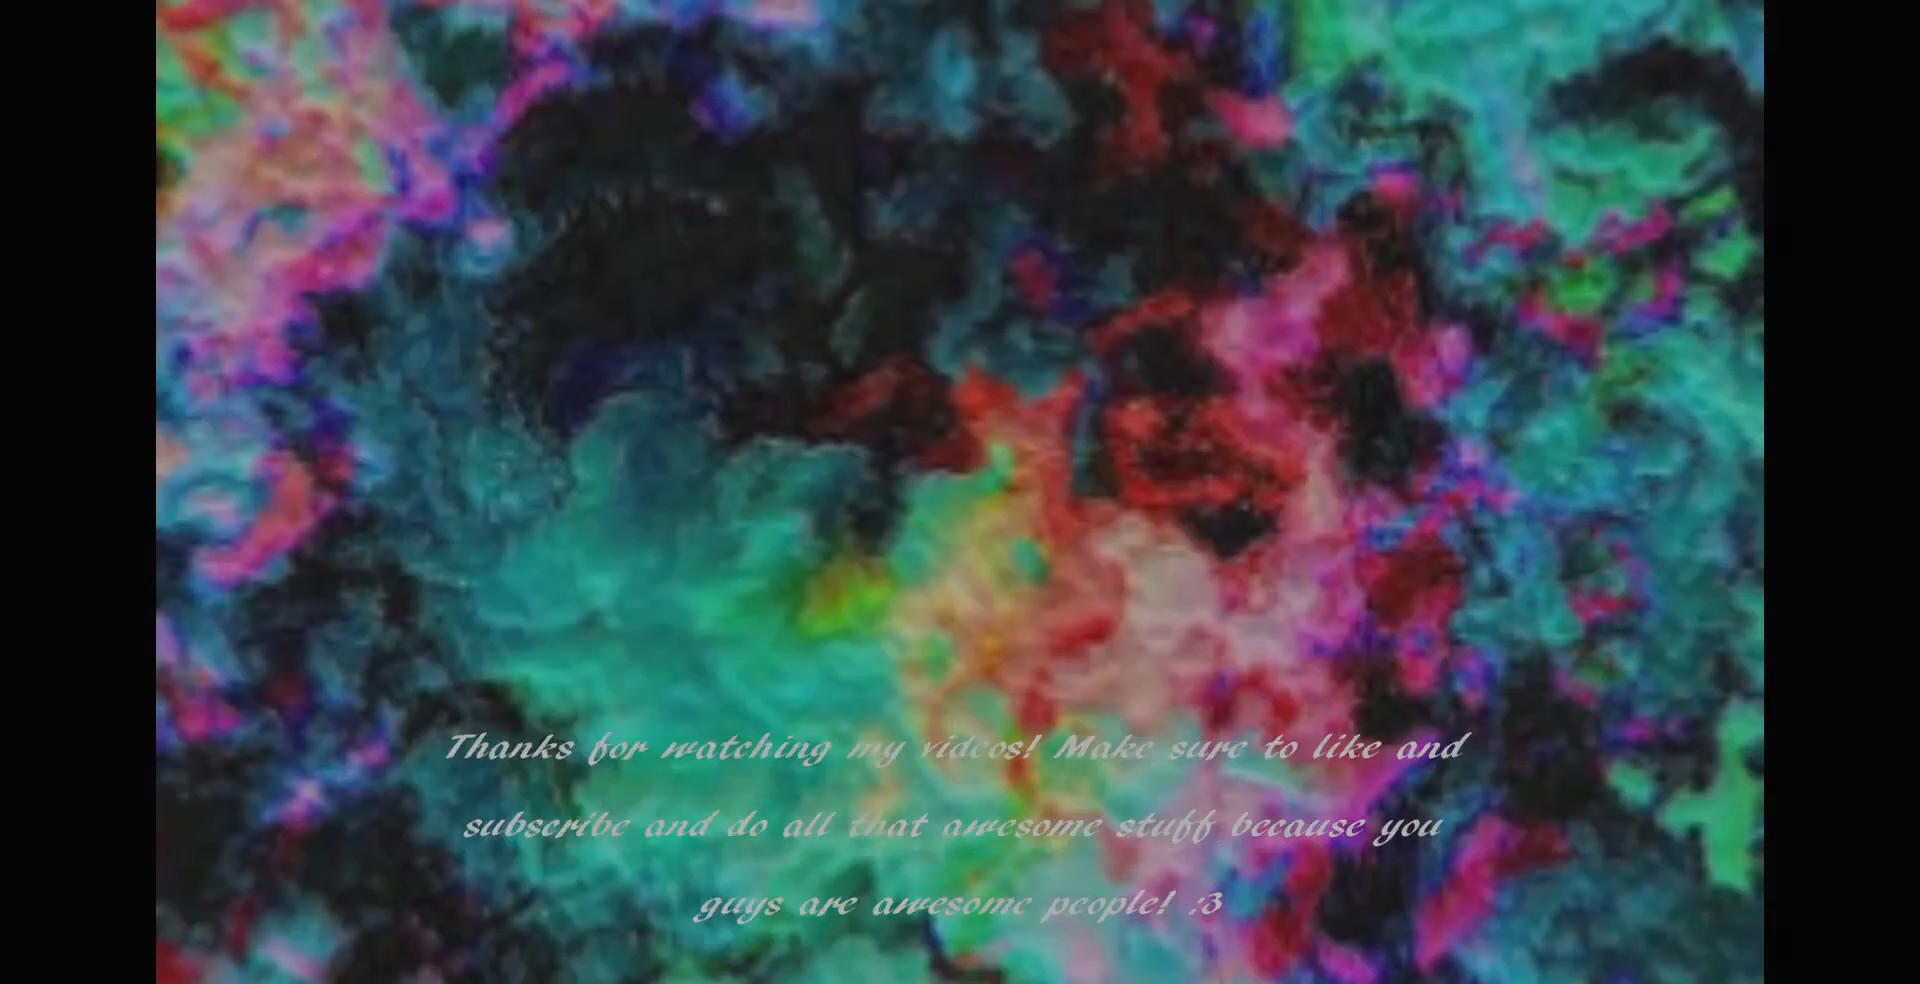 Thanks for watching my videos! Make sure to like and
subscribe and do all that awesome stuff because you
guys are awesome people! :3